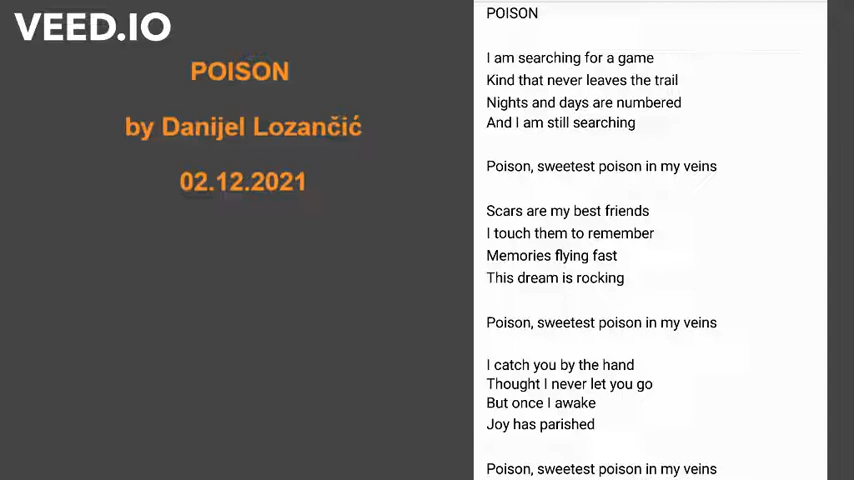 VEED.IO
POISON
by Danijel Lozančić
02.12.2021
POISON
I am searching for a game
Kind that never leaves the trail
Nights and days are numbered
And I am still searching
Poison, sweetest poison in my veins
Scars are my best friends
I touch them to remember
Memories flying fast
This dream is rocking
Poison, sweetest poison in my veins
I catch you by the hand
Thought I never let you go
But once I awake
Joy has parished
Poison, sweetest poison in my veins